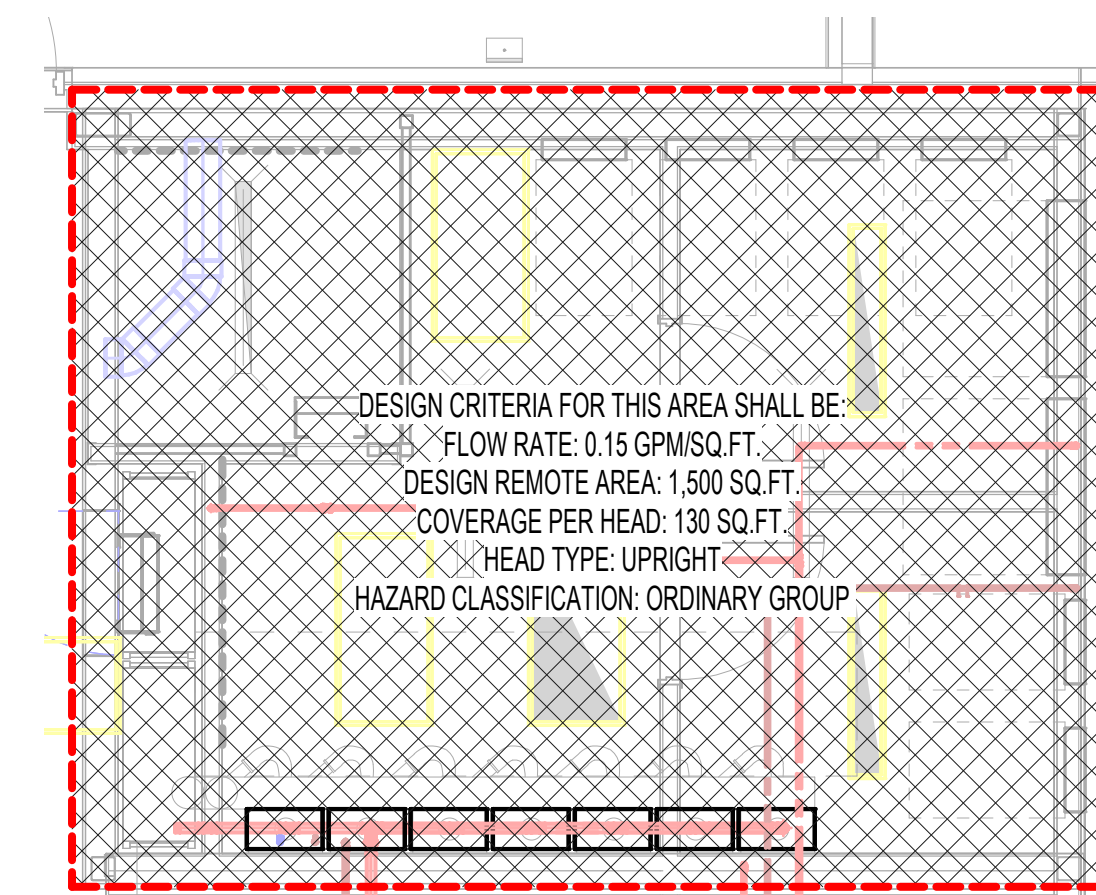 DESIGN CRITERIA FOR THIS AREA SHALL BE:
FLOW RATE: 0.15 GPM/SQ.FT.
DESIGN REMOTE AREA: 1,500 SQ.FT.
COVERAGE PER HEAD: 130 SQ.FT.
HEAD TYPE: UPRIGHT
HAZARD CLASSIFICATION: ORDINARY GROUP